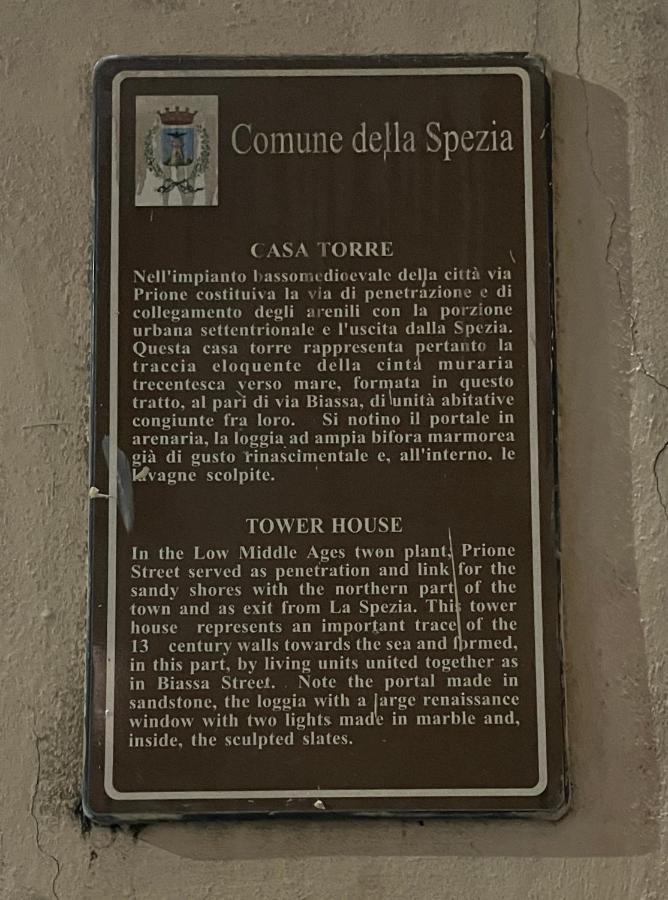 Comune della Spezia
CASA TORRE
Nell'impianto bassomedioevale della città via
Prione costituiva la via di penetrazione e di
collegamento degli arenili con la porzione
urbana settentrionale e l'uscita dalla Spezia.
Questa casa torre rappresenta pertanto la
traccia eloquente della cinta muraria
trecentesca verso mare, formata in questo
tratto, al pari di via Biassa, di unità abitative
congiunte fra loro. Si notino il portale in
arenaria, la loggia ad ampia bifora marmorea
già di gusto rinascimentale e, all'interno, le
lavagne scolpite.
TOWER HOUSE
In the Low Middle Ages twon plant, Prione
Street served as penetration and link for the
sandy shores with the northern part of the
town and as exit from La Spezia. This tower
house represents an important trace of the
13 century walls towards the sea and formed,
in this part, by living units united together as
in Biassa Street. Note the portal made in
sandstone, the loggia with a large renaissance
window with two lights made in marble and,
inside, the sculpted slates.